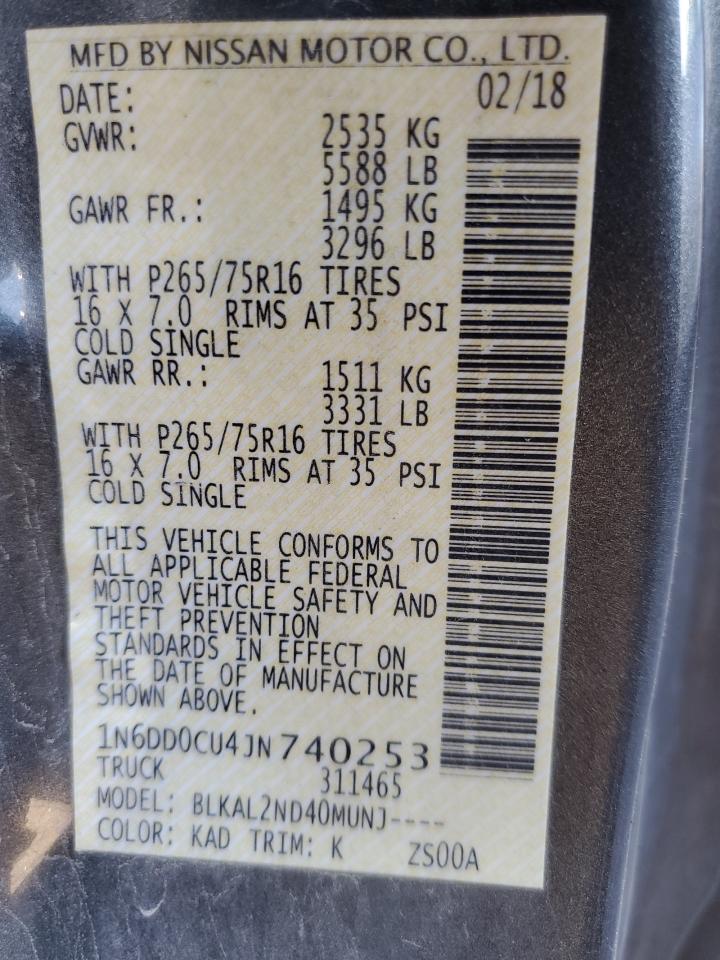 MFD BY NISSAN MOTOR CO., LTD.
DATE: 02/18
GVWR: 2535 KG
5588 LB
GAWR FR.: 1495 KG
3296 LB
WITH P265/75R16 TIRES
16 X 7.0 RIMS AT 35 PSI
COLD SINGLE
GAWR RR.: 1511 KG
3331 LB
WITH P265/75R16 TIRES
16 X 7.0 RIMS AT 35 PSI
COLD SINGLE
THIS VEHICLE CONFORMS TO
ALL APPLICABLE FEDERAL
MOTOR VEHICLE SAFETY AND
THEFT PREVENTION
STANDARDS IN EFFECT ON
THE DATE OF MANUFACTURE
SHOWN ABOVE.
1N6DD0CU4JN740253
TRUCK 311465
MODEL: BLKAL2ND40MUNJ----
COLOR: KAD TRIM: K ZS00A